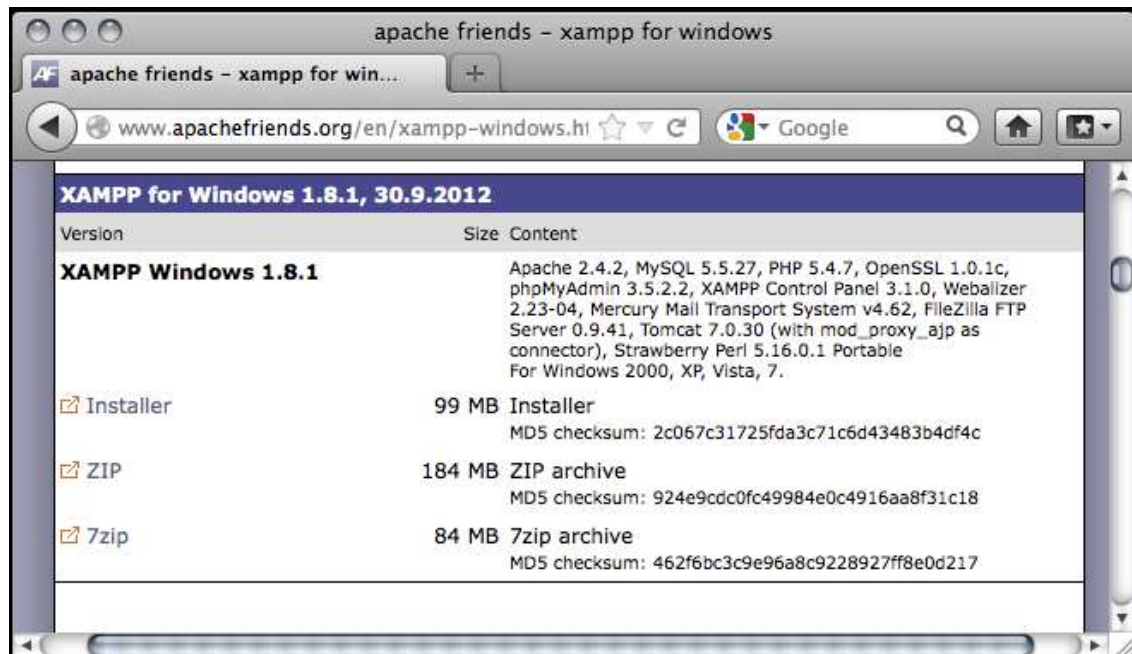 apache friends – xampp for windows
AF apache friends – xampp for win...
www.apachefriends.org/en/xampp-windows.ht Google
XAMPP for Windows 1.8.1, 30.9.2012
Version Size Content
XAMPP Windows 1.8.1 Apache 2.4.2, MySQL 5.5.27, PHP 5.4.7, OpenSSL 1.0.1c,
phpMyAdmin 3.5.2.2, XAMPP Control Panel 3.1.0, Webalizer
2.23-04, Mercury Mail Transport System v4.62, FileZilla FTP
Server 0.9.41, Tomcat 7.0.30 (with mod_proxy_ajp as
connector), Strawberry Perl 5.16.0.1 Portable
For Windows 2000, XP, Vista, 7.
Installer 99 MB Installer
MD5 checksum: 2c067c31725fda3c71c6d43483b4df4c
ZIP 184 MB ZIP archive
MD5 checksum: 924e9cdc0fc49984e0c4916aa8f31c18
7zip 84 MB 7zip archive
MD5 checksum: 462f6bc3c9e96a8c9228927ff8e0d217